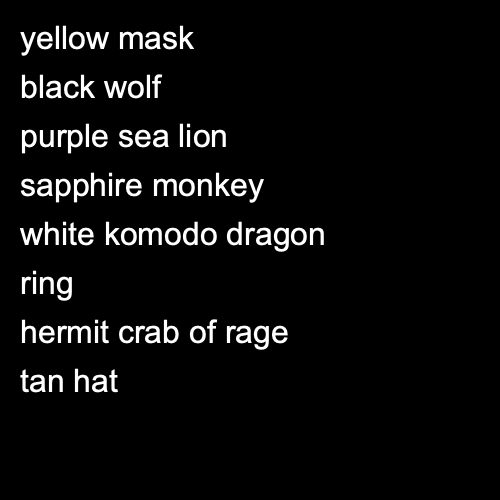 yellow mask
black wolf
purple sea lion
sapphire monkey
white komodo dragon
ring
hermit crab of rage
tan hat